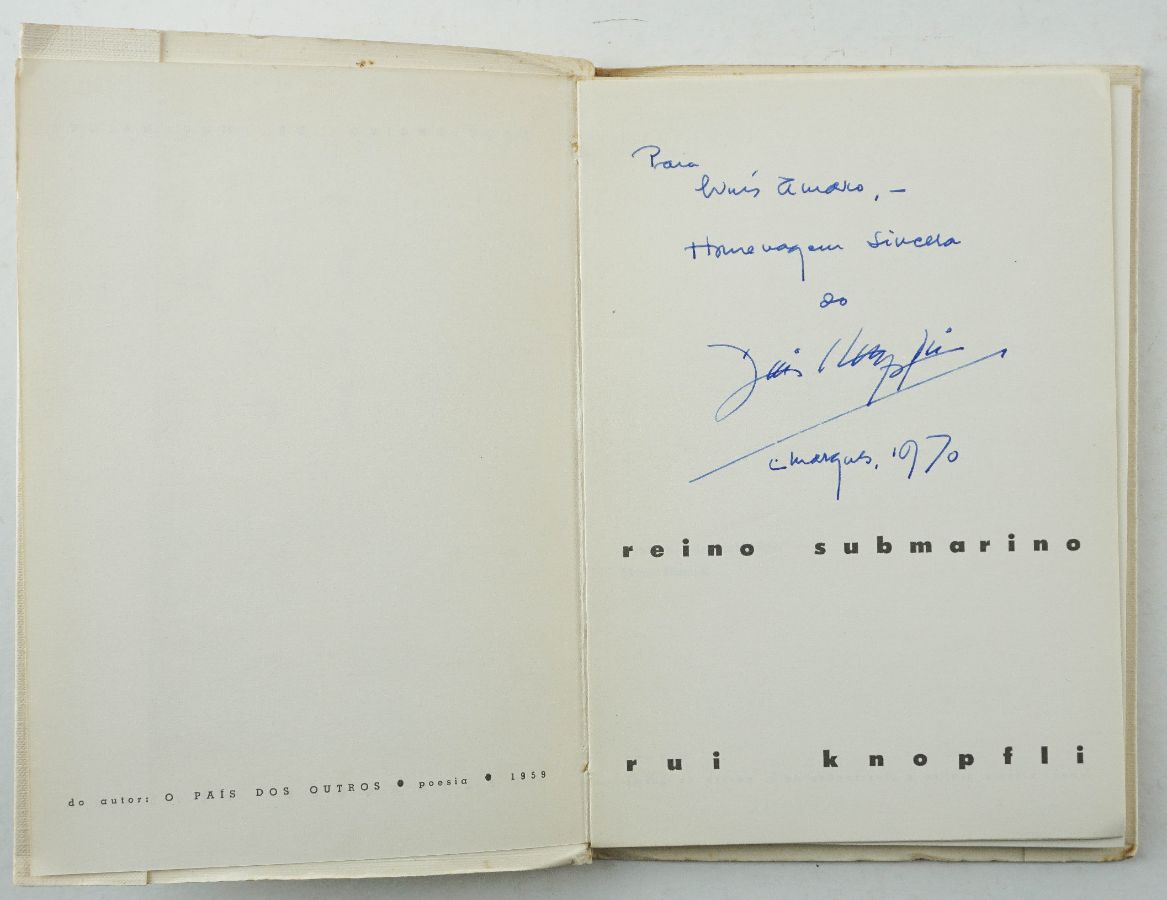 do autor: O PAÍS DOS OUTROS • poesia • 1959
Para
Luís Amaro, –
Homenagem sincera
do
Rui Knopfli
L. Marques, 1970
reino submarino
rui knopfli